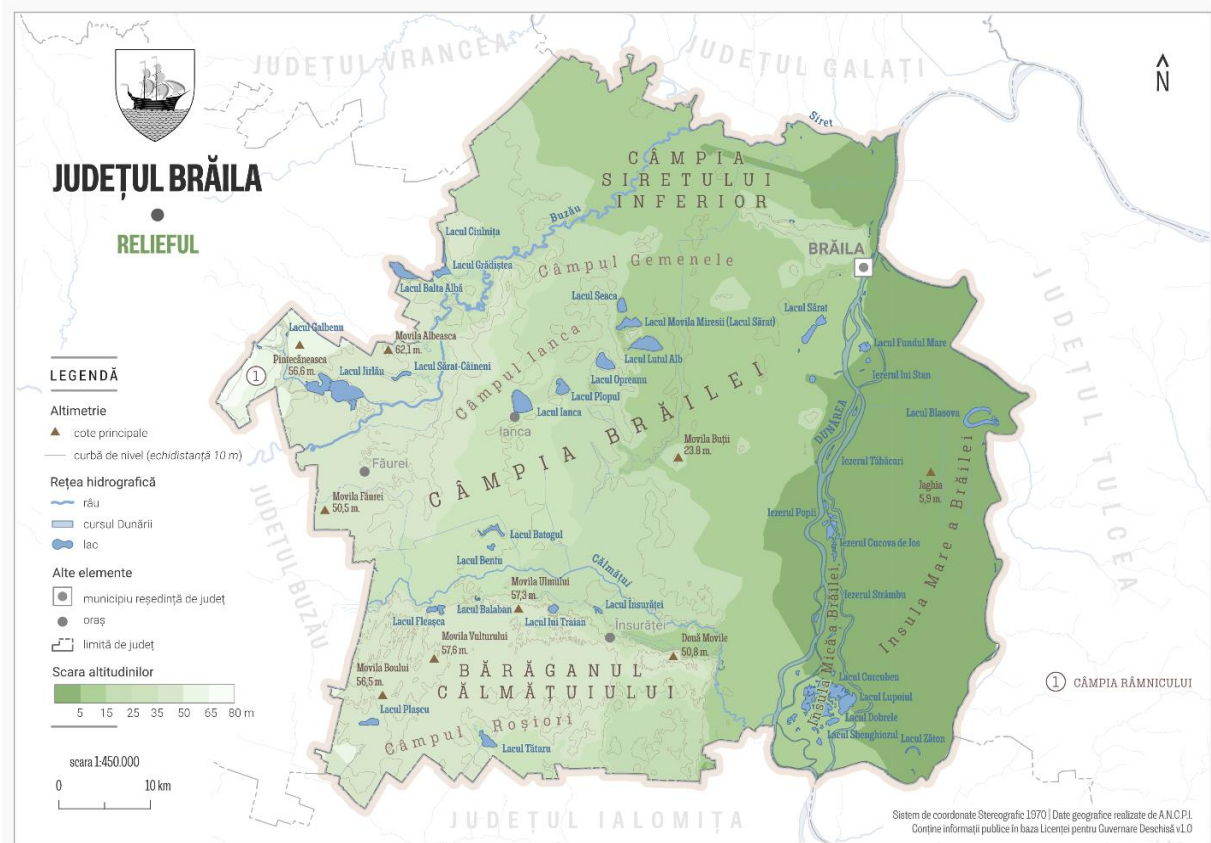 JUDEȚUL BRĂILA
RELIEFUL
LEGENDĂ
Altimetrie
cote principale
curbă de nivel (echidistanță 10 m)
Rețea hidrografică
râu
cursul Dunării
lac
Alte elemente
municipiu reședință de județ
oraș
limită de județ
Scara altitudinilor
5 15 25 35 50 65 80 m
scara 1:450.000
0 10 km
JUDEȚUL VRANCEA
JUDEȚUL GALAȚI
N
Siret
CÂMPIA
SIRETULUI
INFERIOR
Buzău
Lacul Ciulnița
Lacul Grădiștea
Lacul Balta Albă
Câmpul Gemenele
BRĂILA
Lacul Seaca
Lacul Movila Miresii (Lacul Sărat)
Lacul Sărat
Lacul Lutul Alb
Lacul Galbenu
Movila Albeasca
62,1 m.
Pintecăneasca
56,6 m.
1
Lacul Jirlău
Lacul Sărat-Câineni
Câmpul Ianca
Lacul Opreanu
Lacul Plopul
Lacul Ianca
Ianca
Lacul Fundul Mare
Iezerul lui Stan
JUDEȚUL TULCEA
Lacul Blasova
CÂMPIA BRĂILEI
DUNĂREA
Movila Buții
23.8 m.
Iezerul Tăbăcari
Jaghia
5,9 m.
Făurei
Movila Făurei
50,5 m.
Iezerul Popii
Iezerul Cucova de Jos
Insula Mare a Brăilei
JUDEȚUL BUZĂU
Lacul Batogul
Lacul Bentu
Călmățui
Movila Ulmului
57,3 m.
Iezerul Strâmbu
Lacul Fleașca
Lacul Balaban
Lacul lui Traian
Lacul Însurăței
Însurăței
Movila Vulturului
57,6 m.
Două Movile
50,8 m.
Insula Mică a Brăilei
Movila Boului
56,5 m.
BĂRĂGANUL
CĂLMĂȚUIULUI
Lacul Curcubeu
Lacul Lupoiul
Lacul Plașcu
Lacul Dobrele
Câmpul Roșiori
Lacul Shenghiozul
Lacul Zăton
Lacul Tătaru
1 CÂMPIA RÂMNICULUI
JUDEȚUL IALOMIȚA
Sistem de coordonate Stereografic 1970 | Date geografice realizate de A.N.C.P.I.
Conține informații publice în baza Licenței pentru Guvernare Deschisă v1.0